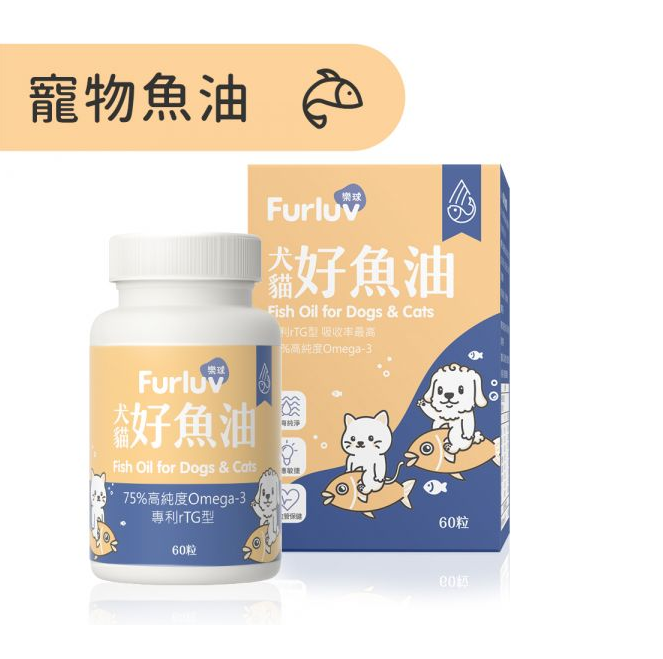 寵物魚油
Furluv
樂球
犬貓
好魚油
Fish Oil for Dogs & Cats
利rTG型 吸收率最高
%高純度Omega-3
60粒
Furluv
樂球
犬貓
好魚油
Fish Oil for Dogs & Cats
75%高純度Omega-3
專利rTG型
60粒